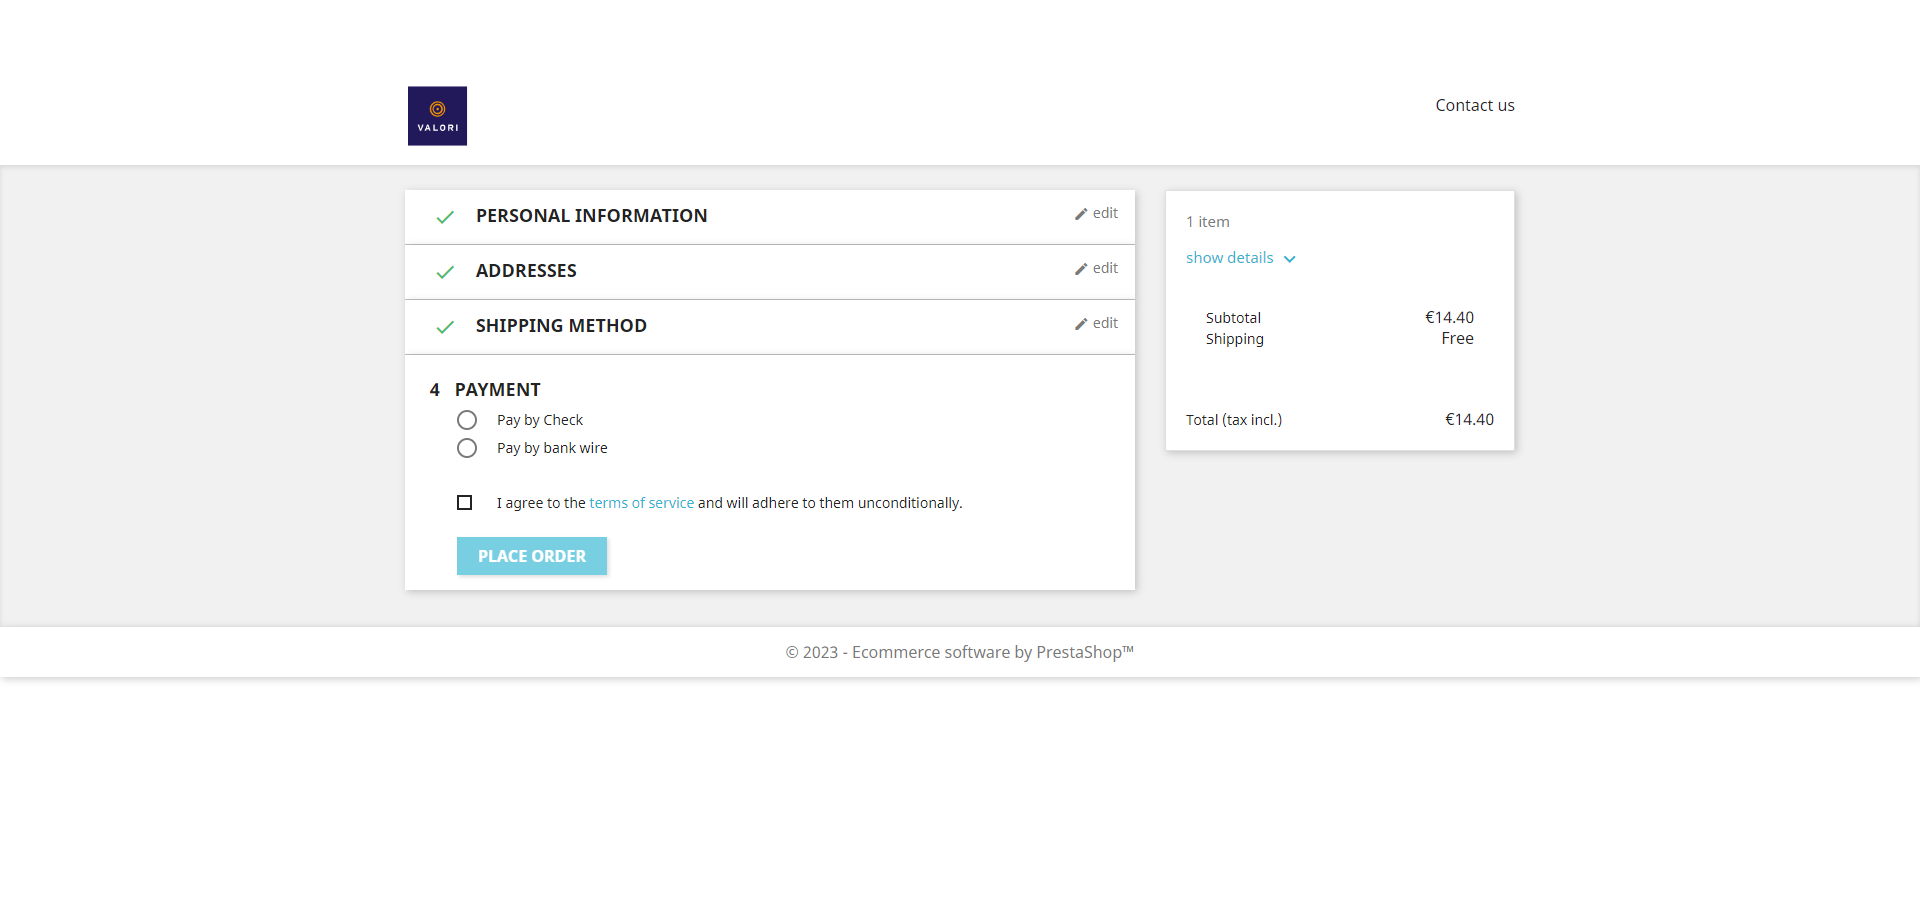 VALORI
Contact us
PERSONAL INFORMATION
edit
ADDRESSES
edit
SHIPPING METHOD
edit
4 PAYMENT
Pay by Check
Pay by bank wire
I agree to the terms of service and will adhere to them unconditionally.
PLACE ORDER
1 item
show details
Subtotal €14.40
Shipping Free
Total (tax incl.) €14.40
© 2023 - Ecommerce software by PrestaShop™